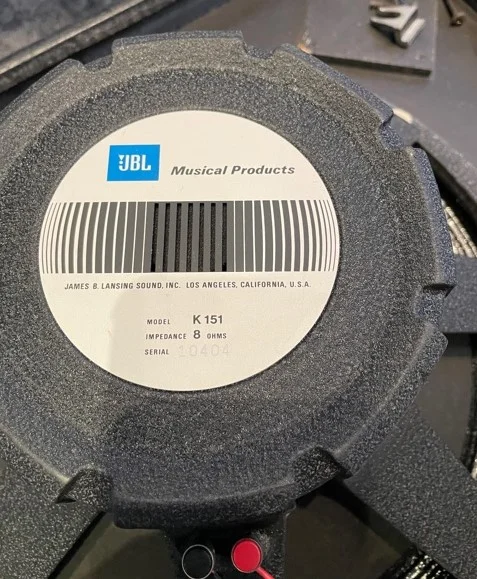 JBL
Musical Products
JAMES B. LANSING SOUND, INC. LOS ANGELES, CALIFORNIA, U.S.A.
MODEL K 151
IMPEDANCE 8 OHMS
SERIAL 10404